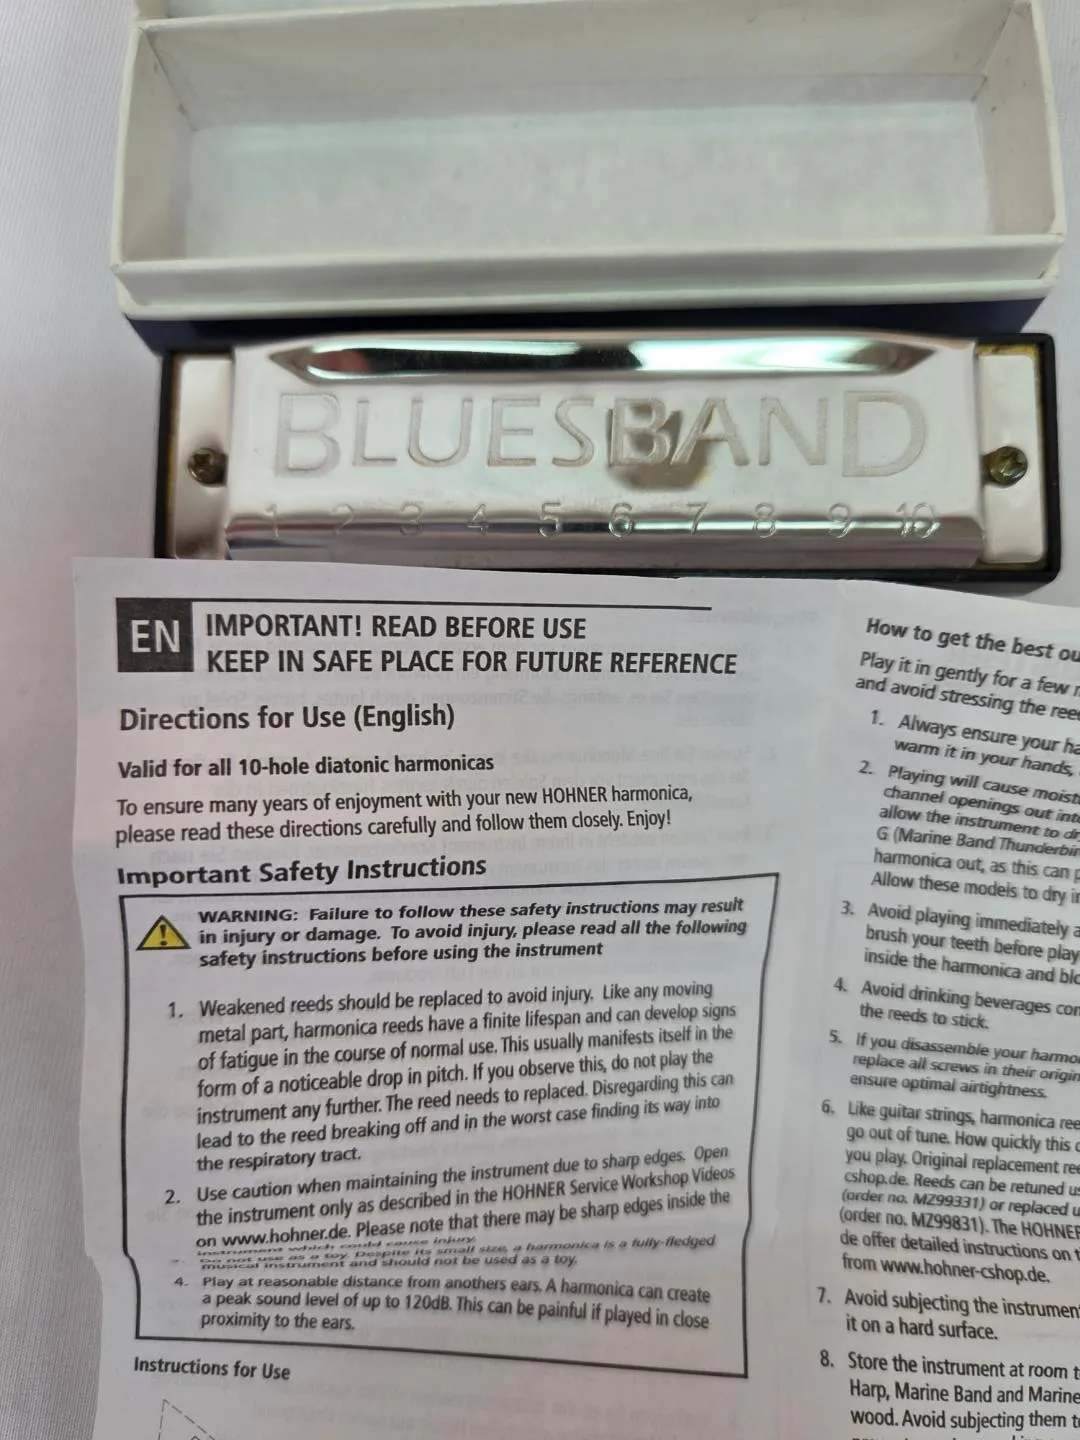 BLUESBAND
1 2 3 4 5 6 7 8 9 10
EN
IMPORTANT! READ BEFORE USE
KEEP IN SAFE PLACE FOR FUTURE REFERENCE
Directions for Use (English)
Valid for all 10-hole diatonic harmonicas
To ensure many years of enjoyment with your new HOHNER harmonica,
please read these directions carefully and follow them closely. Enjoy!
Important Safety Instructions
WARNING: Failure to follow these safety instructions may result
in injury or damage. To avoid injury, please read all the following
safety instructions before using the instrument
1. Weakened reeds should be replaced to avoid injury. Like any moving
metal part, harmonica reeds have a finite lifespan and can develop signs
of fatigue in the course of normal use. This usually manifests itself in the
form of a noticeable drop in pitch. If you observe this, do not play the
instrument any further. The reed needs to replaced. Disregarding this can
lead to the reed breaking off and in the worst case finding its way into
the respiratory tract.
2. Use caution when maintaining the instrument due to sharp edges. Open
the instrument only as described in the HOHNER Service Workshop Videos
on www.hohner.de. Please note that there may be sharp edges inside the
instrument which could cause injury.
Do not use as a toy. Despite its small size, a harmonica is a fully-fledged
musical instrument and should not be used as a toy.
4. Play at reasonable distance from anothers ears. A harmonica can create
a peak sound level of up to 120dB. This can be painful if played in close
proximity to the ears.
Instructions for Use
How to get the best
Play it in gently for a few
and avoid stressing the
1. Always ensure your
warm it in your hands,
2. Playing will cause
channel openings out
allow the instrument to
G (Marine Band
harmonica out, as this can
Allow these models to dry
3. Avoid playing immediately
brush your teeth before
inside the harmonica and
4. Avoid drinking beverages
the reeds to stick.
5. If you disassemble your
replace all screws in their
ensure optimal airtightness.
6. Like guitar strings, harmonica
go out of tune. How quickly this
you play. Original replacement
cshop.de. Reeds can be retuned
(order no. MZ99331) or replaced
(order no. MZ99831). The HOHNER
de offer detailed instructions on
from www.hohner-cshop.de.
7. Avoid subjecting the
it on a hard surface.
8. Store the instrument at room
Harp, Marine Band and Marine
wood. Avoid subjecting them